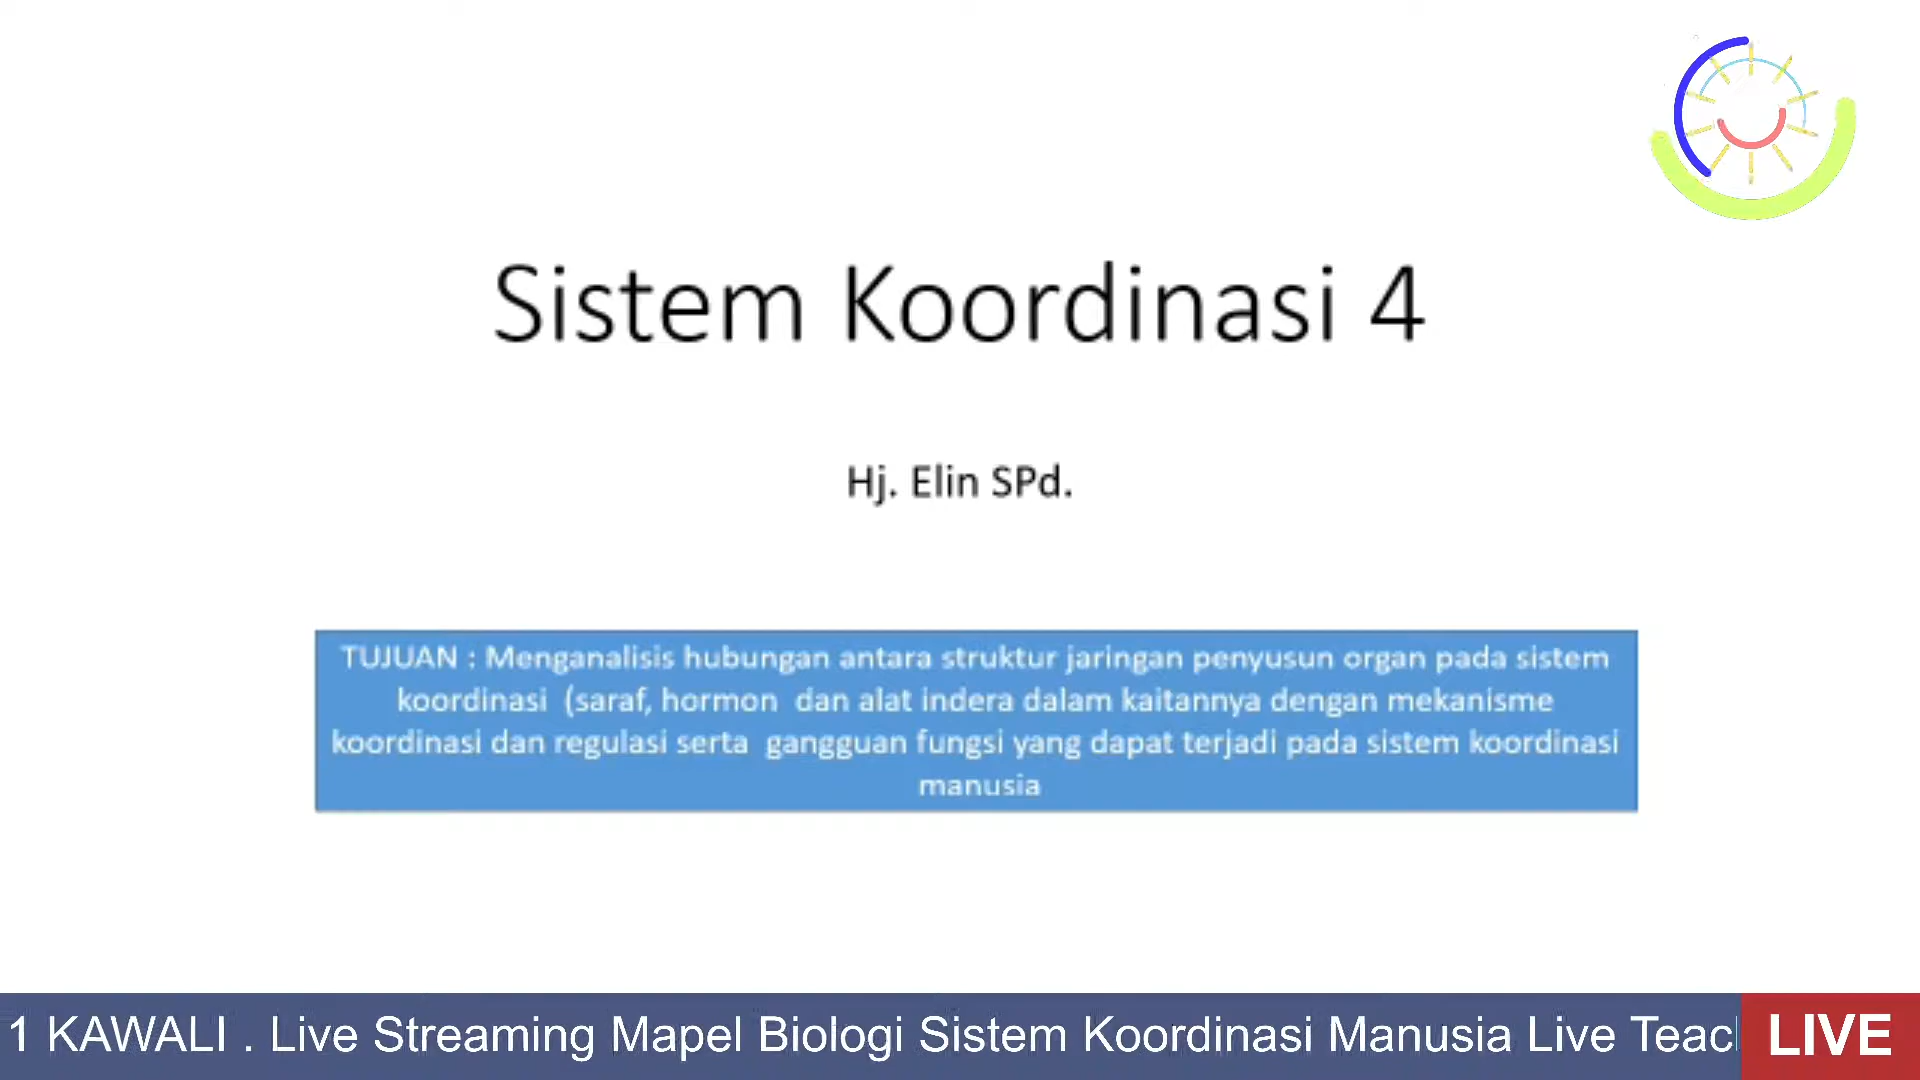 Sistem Koordinasi 4
Hj. Elin SPd.
TUJUAN : Menganalisis hubungan antara struktur jaringan penyusun organ pada sistem
koordinasi (saraf, hormon dan alat indera dalam kaitannya dengan mekanisme
koordinasi dan regulasi serta gangguan fungsi yang dapat terjadi pada sistem koordinasi
manusia
1 KAWALI . Live Streaming Mapel Biologi Sistem Koordinasi Manusia Live
LIVE